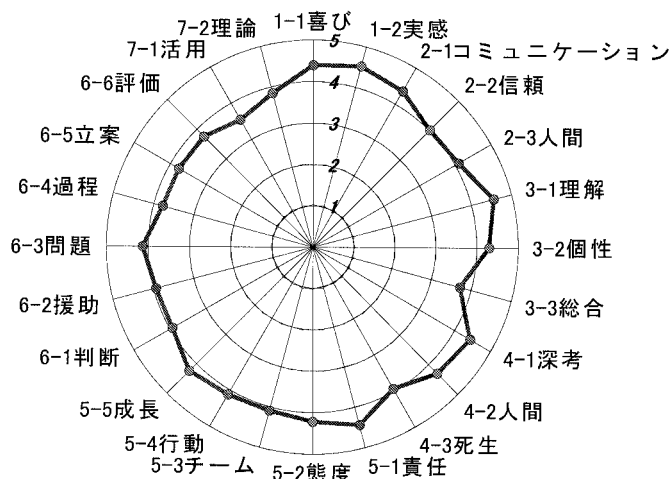 1-1喜び
1-2実感
2-1コミュニケーション
2-2信頼
2-3人間
3-1理解
3-2個性
3-3総合
4-1深考
4-2人間
4-3死生
5-1責任
5-2態度
5-3チーム
5-4行動
5-5成長
6-1判断
6-2援助
6-3問題
6-4過程
6-5立案
6-6評価
7-1活用
7-2理論
5
4
3
2
1